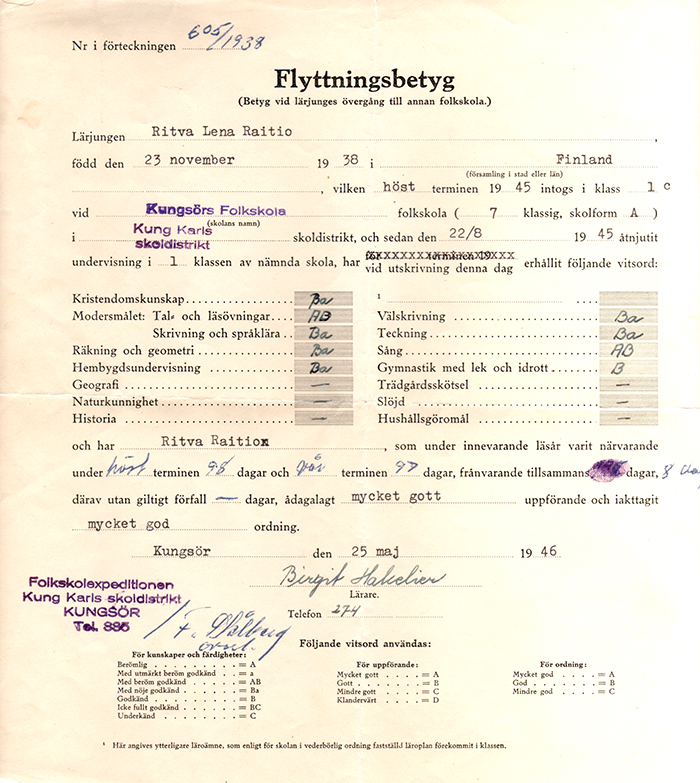 Nr i förteckningen 605/1938
Flyttningsbetyg
(Betyg vid lärjunges övergång till annan folkskola.)
Lärjungen Ritva Lena Raitio ,
född den 23 november 1938 i Finland
(församling i stad eller län)
, vilken höst terminen 1945 intogs i klass 1 c
vid Kungsörs Folkskola folkskola ( 7 klassig, skolform A )
(skolans namn)
i Kung Karls skoldistrikt skoldistrikt, och sedan den 22/8 1945 åtnjutit
för terminen 19
undervisning i 1 klassen av nämnda skola, har vid utskrivning denna dag erhållit följande vitsord:
Kristendomskunskap Ba
Modersmålet: Tal- och läsövningar AB
Skrivning och språklära Ba
Räkning och geometri Ba
Hembygdsundervisning Ba
Geografi —
Naturkunnighet —
Historia —
1
Välskrivning Ba
Teckning Ba
Sång AB
Gymnastik med lek och idrott B
Trädgårdsskötsel —
Slöjd —
Hushållsgöromål —
och har Ritva Raition , som under innevarande läsår varit närvarande
under höst terminen 98 dagar och vår terminen 97 dagar, frånvarande tillsammans dagar, 8
därav utan giltigt förfall — dagar, ådagalagt mycket gott uppförande och iakttagit
mycket god ordning.
Kungsör den 25 maj 1946
Birgit
Lärare.
Telefon 274
Folkskolexpeditionen
Kung Karls skoldistrikt
KUNGSÖR
Tel. 885
F. Dålberg
Följande vitsord användas:
För kunskaper och färdigheter:
Berömlig = A
Med utmärkt beröm godkänd = a
Med beröm godkänd = AB
Med nöje godkänd = Ba
Godkänd = B
Icke fullt godkänd = BC
Underkänd = C
För uppförande:
Mycket gott = A
Gott = B
Mindre gott = C
Klandervärt = D
För ordning:
Mycket god = A
God = B
Mindre god = C
1 Här angives ytterligare läroämne, som enligt för skolan i vederbörlig ordning fastställd läroplan förekommit i klassen.